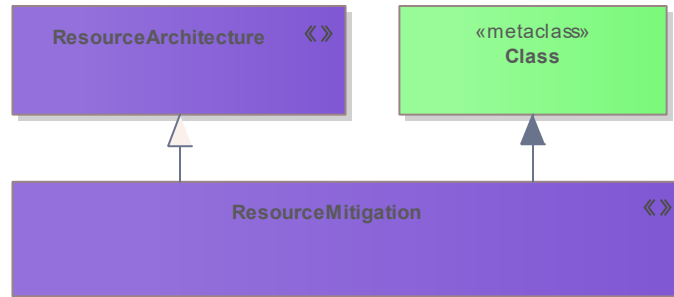 ResourceArchitecture
«»
«metaclass»
Class
ResourceMitigation
«»